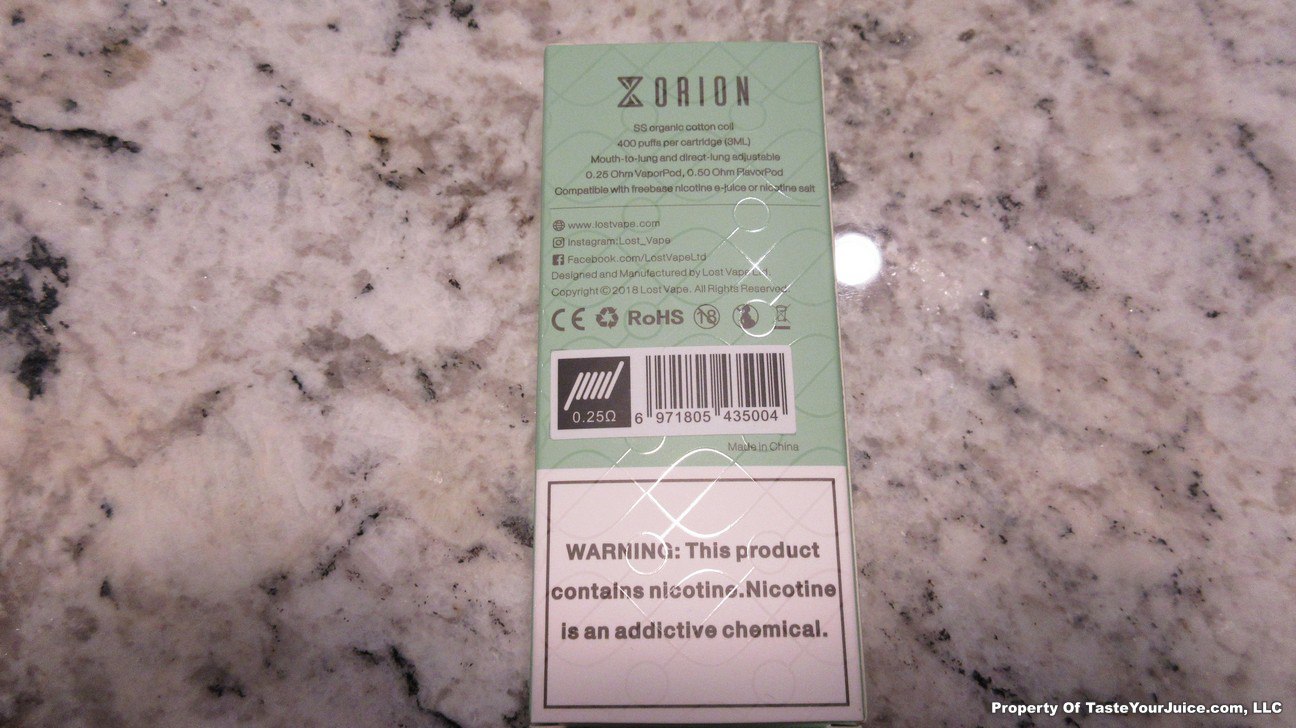 ORION
SS organic cotton coil
400 puffs per cartridge (3ML)
Mouth-to-lung and direct-lung adjustable
0.25 Ohm VaporPod, 0.50 Ohm FlavorPod
Compatible with freebase nicotine e-juice or nicotine salt
www.lostvape.com
Instagram:Lost_Vape
Facebook.com/LostVapeLtd
Designed and Manufactured by Lost Vape Ltd.
Copyright © 2018 Lost Vape. All Rights Reserved.
CE RoHS 18
0.25Ω 6 971805 435004
Made in China
WARNING: This product
contains nicotine.Nicotine
is an addictive chemical.
Property Of TasteYourJuice.com, LLC